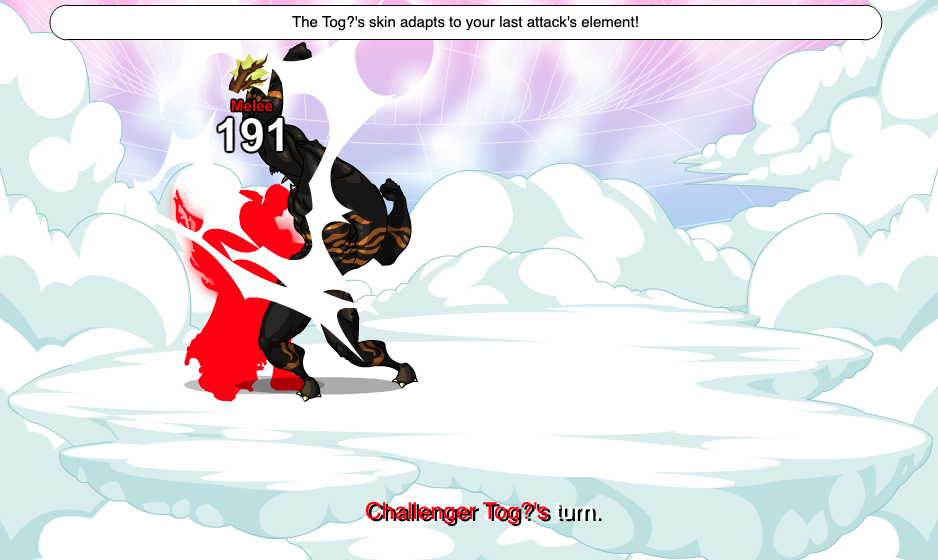 The Tog?'s skin adapts to your last attack's element!
Melee
191
Challenger Tog?'s turn.